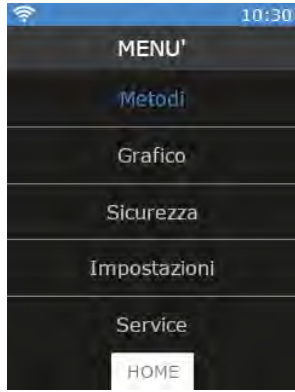 10:30
MENU'
Metodi
Grafico
Sicurezza
Impostazioni
Service
HOME